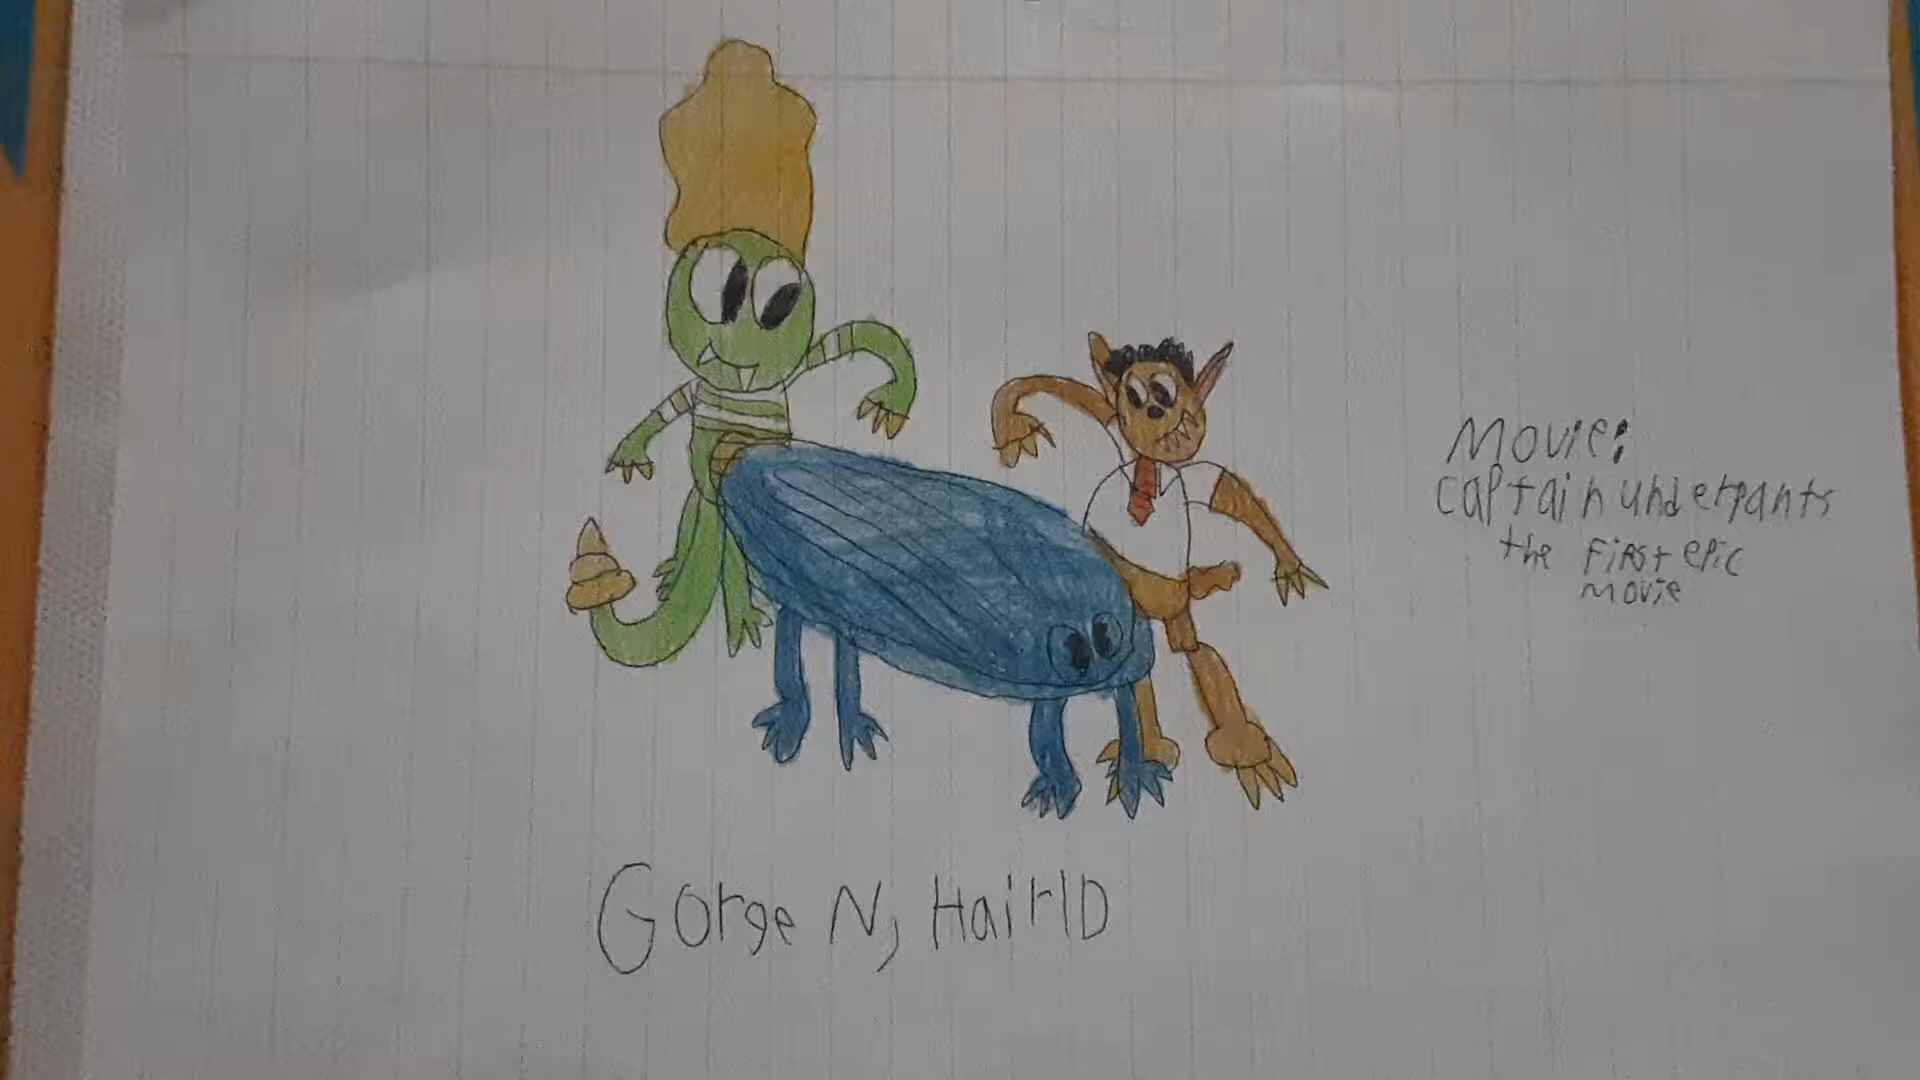 Movie:
captain underpants
the first epic
movie
Gorge N, HairlD